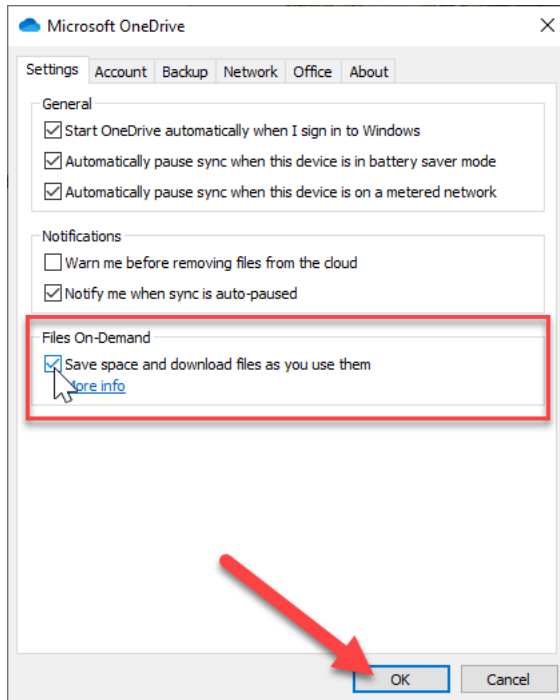 Microsoft OneDrive
Settings Account Backup Network Office About
General
Start OneDrive automatically when I sign in to Windows
Automatically pause sync when this device is in battery saver mode
Automatically pause sync when this device is on a metered network
Notifications
Warn me before removing files from the cloud
Notify me when sync is auto-paused
Files On-Demand
Save space and download files as you use them
More info
OK Cancel